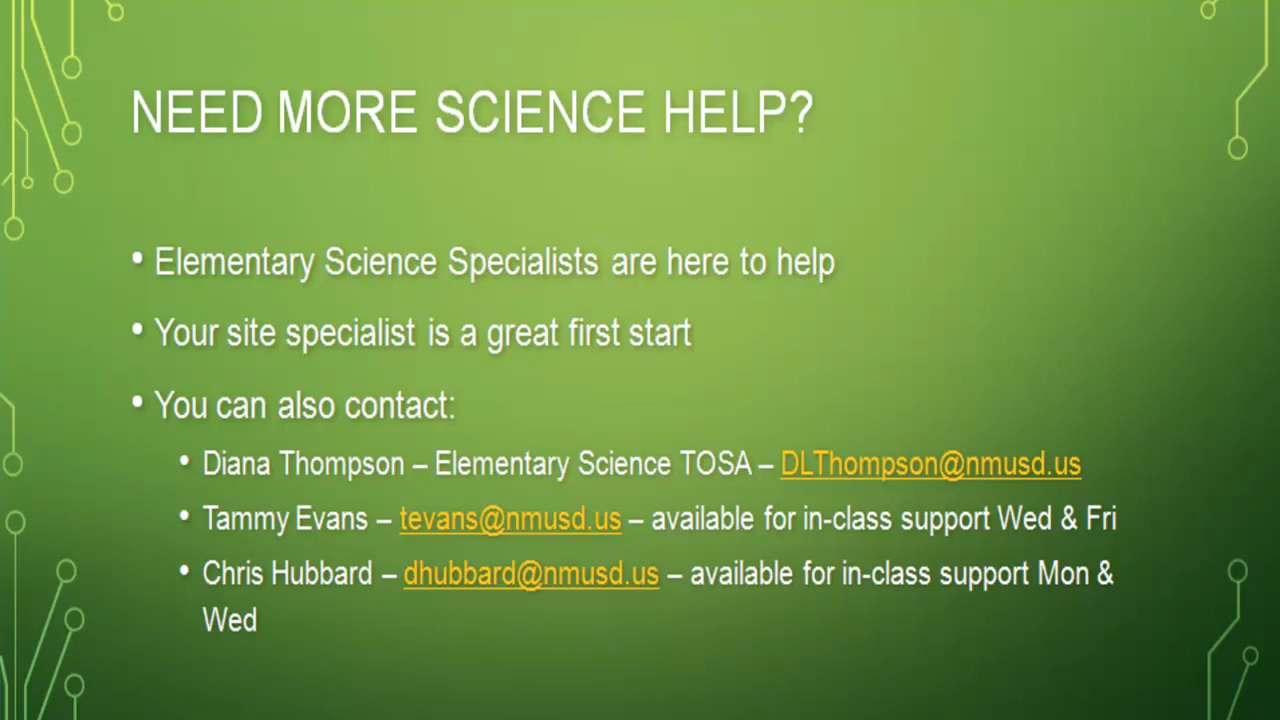 NEED MORE SCIENCE HELP?
• Elementary Science Specialists are here to help
• Your site specialist is a great first start
• You can also contact:
• Diana Thompson – Elementary Science TOSA – DLThompson@nmusd.us
• Tammy Evans – tevans@nmusd.us – available for in-class support Wed & Fri
• Chris Hubbard – dhubbard@nmusd.us – available for in-class support Mon &
Wed